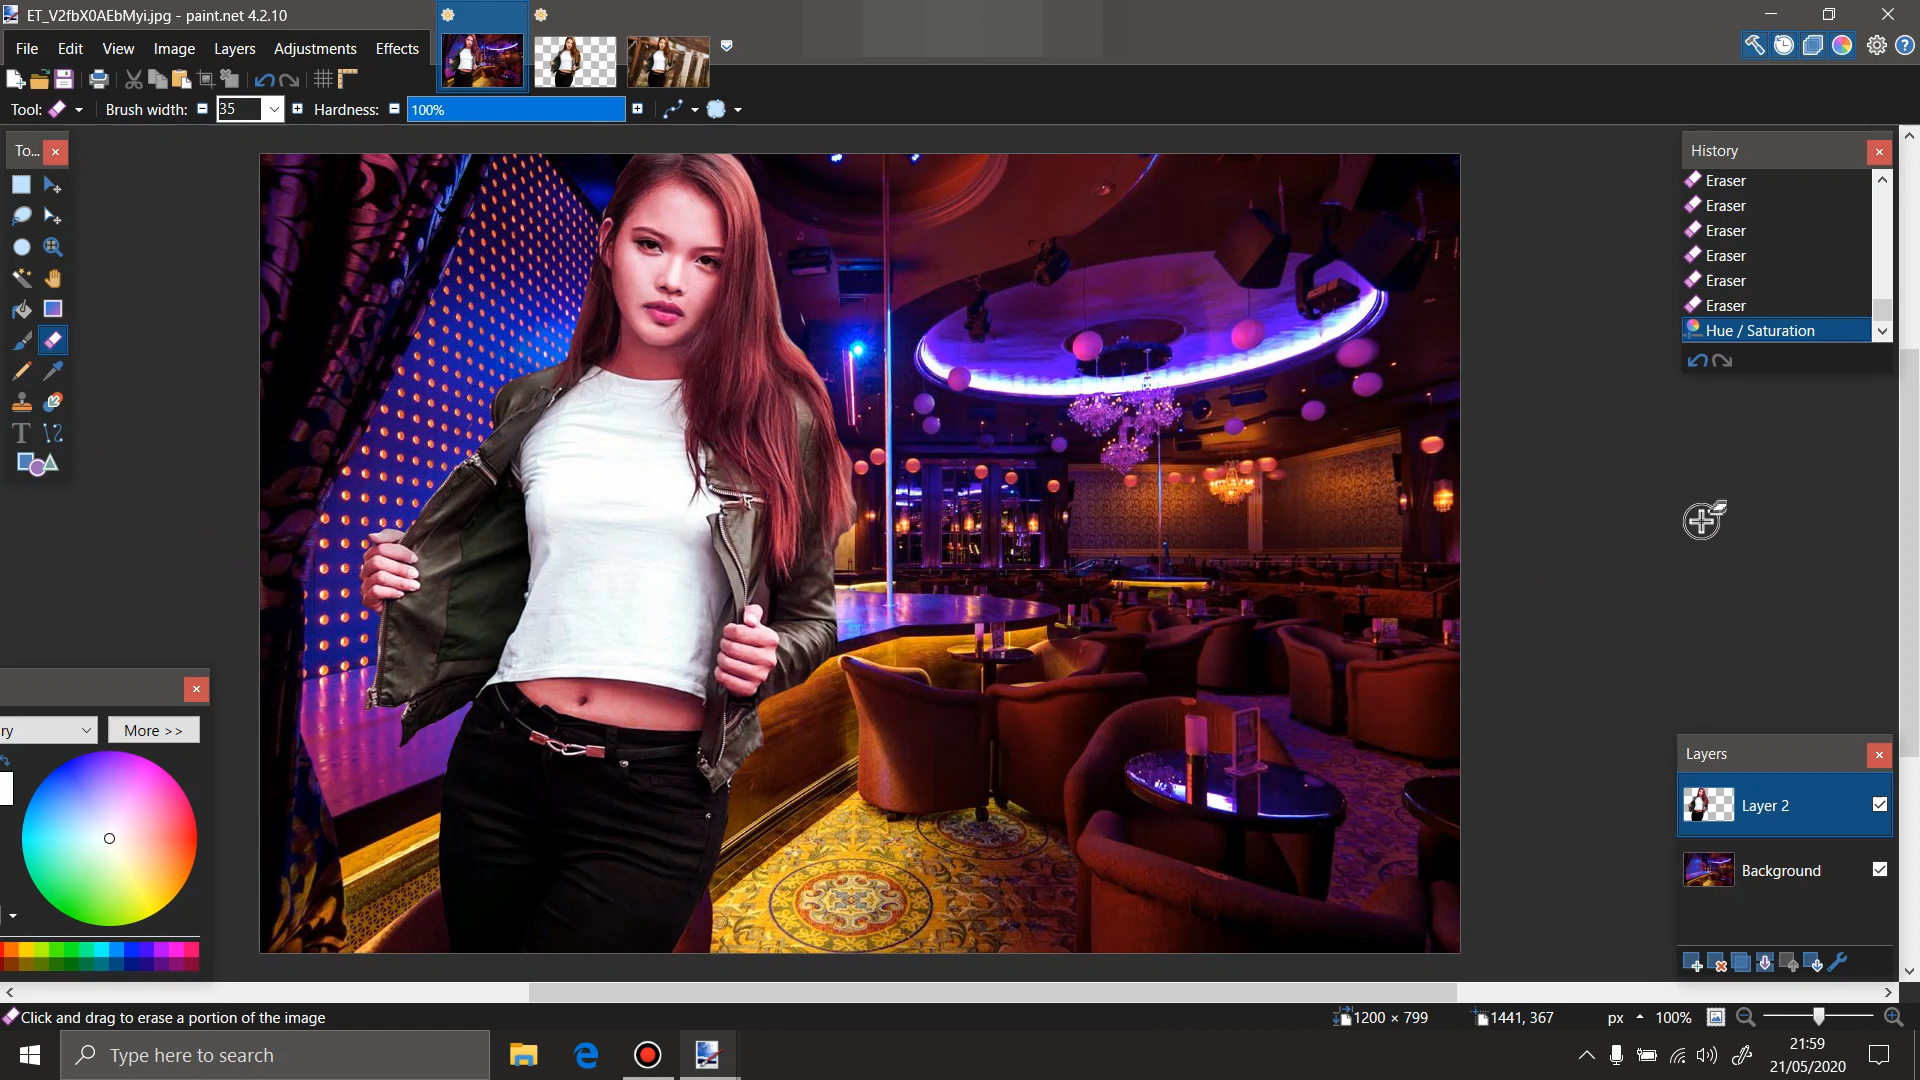 ET_V2fbX0AEbMyi.jpg - paint.net 4.2.10
File Edit View Image Layers Adjustments Effects
Tool: Brush width: 35 Hardness: 100%
To...
History
Eraser
Eraser
Eraser
Eraser
Eraser
Eraser
Hue / Saturation
ry
More >>
Layers
Layer 2
Background
Click and drag to erase a portion of the image
1200 × 799
1441, 367
px
100%
Type here to search
21:59
21/05/2020